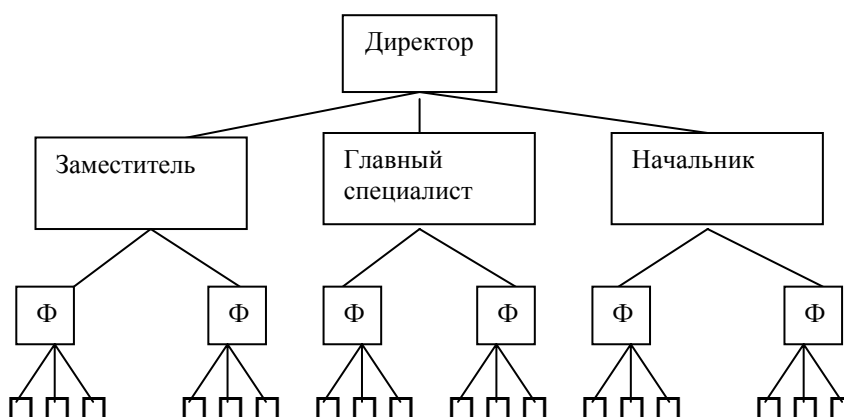 Директор
Заместитель
Главный
специалист
Начальник
Ф
Ф
Ф
Ф
Ф
Ф